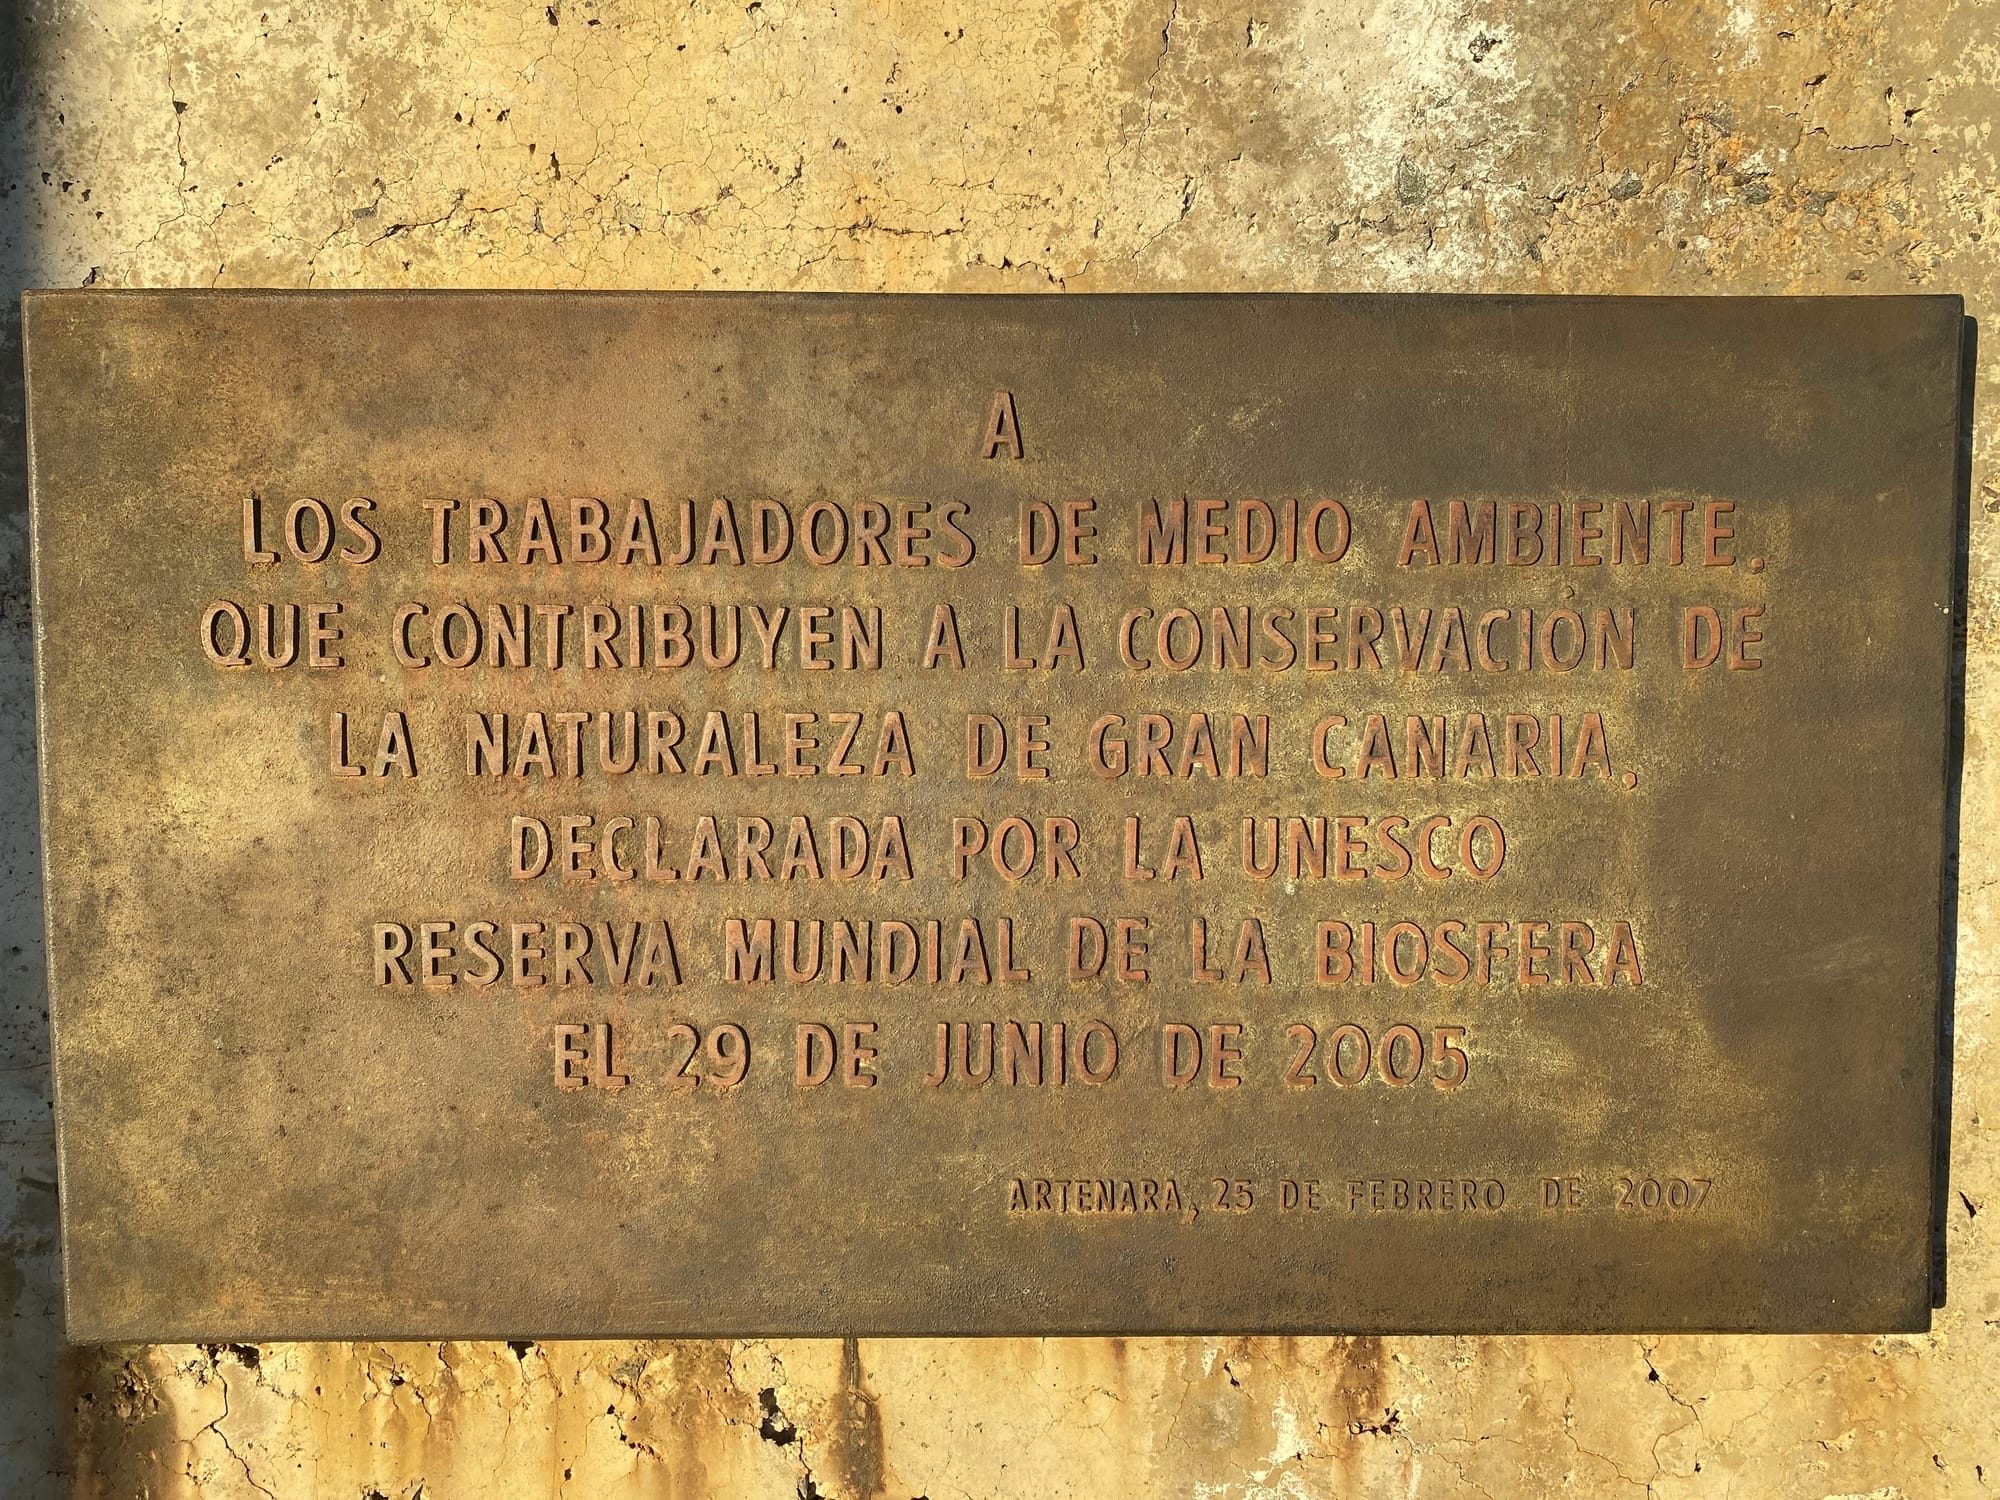 A
LOS TRABAJADORES DE MEDIO AMBIENTE,
QUE CONTRIBUYEN A LA CONSERVACIÓN DE
LA NATURALEZA DE GRAN CANARIA,
DECLARADA POR LA UNESCO
RESERVA MUNDIAL DE LA BIOSFERA
EL 29 DE JUNIO DE 2005
ARTENARA, 25 DE FEBRERO DE 2007